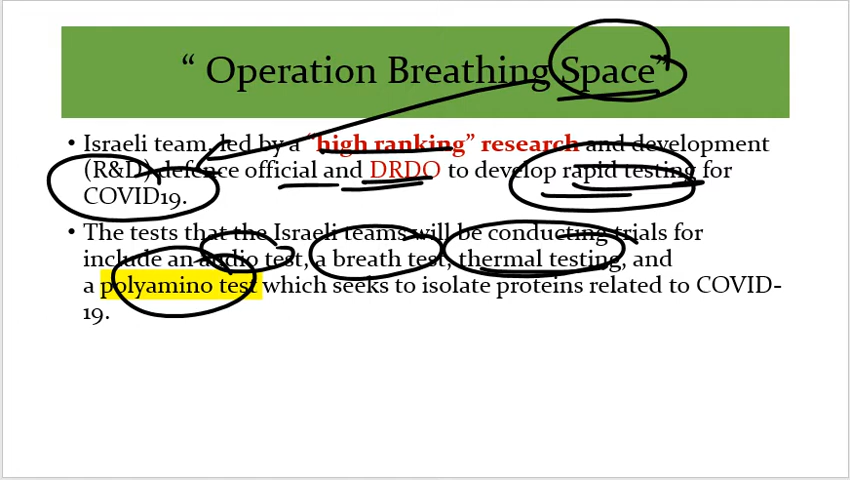 “ Operation Breathing Space”
• Israeli team, led by a “high ranking” research and development
(R&D) defence official and DRDO to develop rapid testing for
COVID19.
• The tests that the Israeli teams will be conducting trials for
include an audio test, a breath test, thermal testing, and
a polyamino test which seeks to isolate proteins related to COVID-
19.